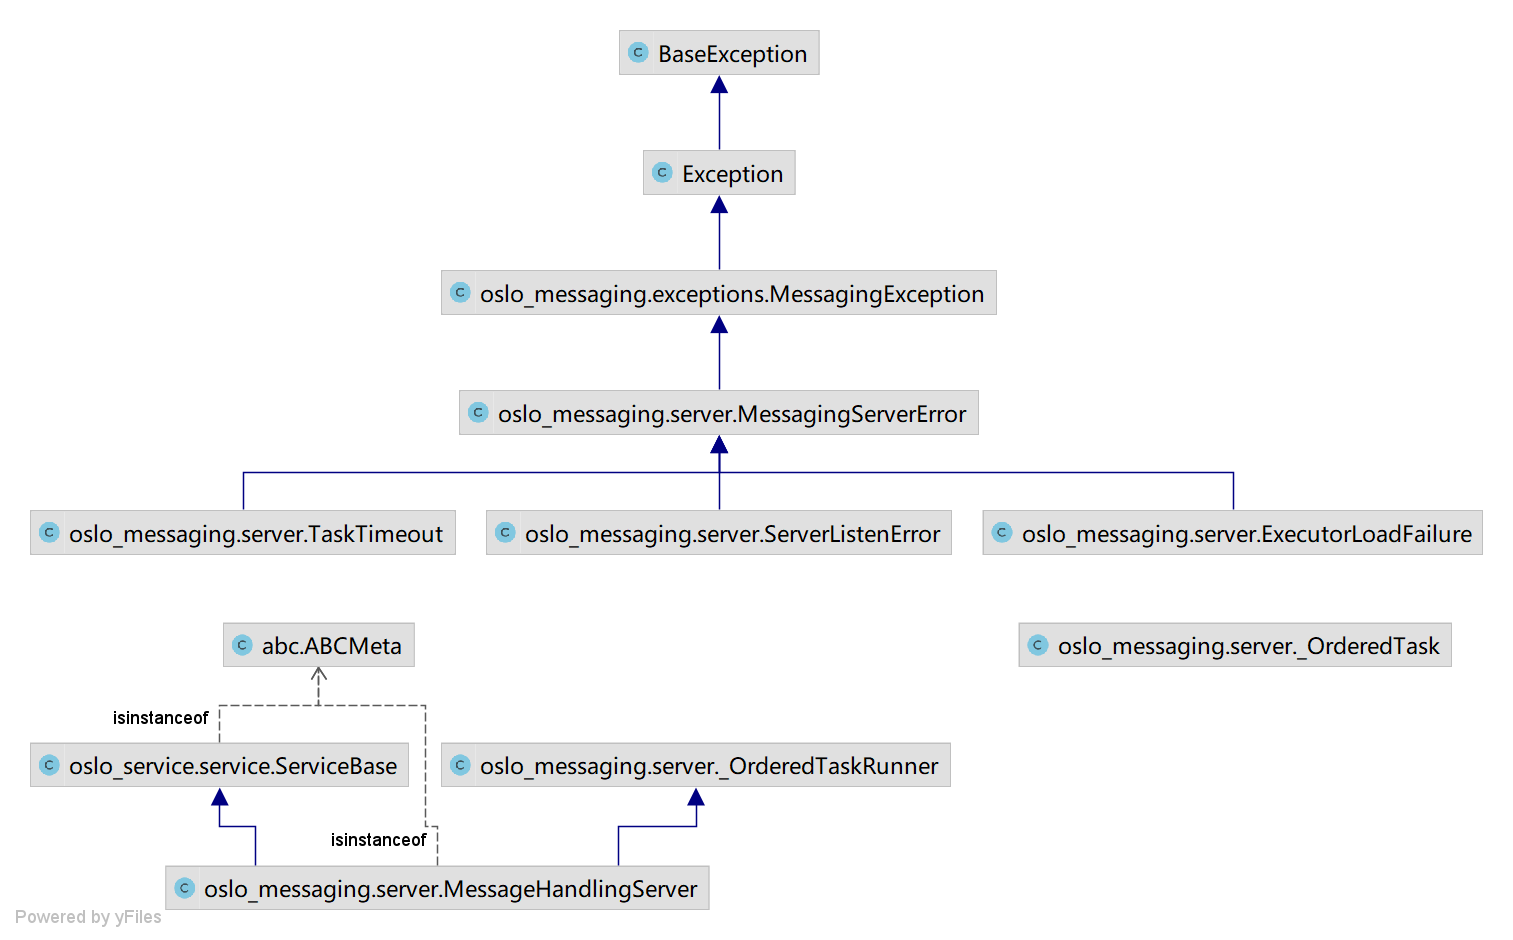 C BaseException
C Exception
C oslo_messaging.exceptions.MessagingException
C oslo_messaging.server.MessagingServerError
C oslo_messaging.server.TaskTimeout
C oslo_messaging.server.ServerListenError
C oslo_messaging.server.ExecutorLoadFailure
C abc.ABCMeta
C oslo_messaging.server._OrderedTask
isinstanceof
C oslo_service.service.ServiceBase
C oslo_messaging.server._OrderedTaskRunner
isinstanceof
C oslo_messaging.server.MessageHandlingServer
Powered by yFiles